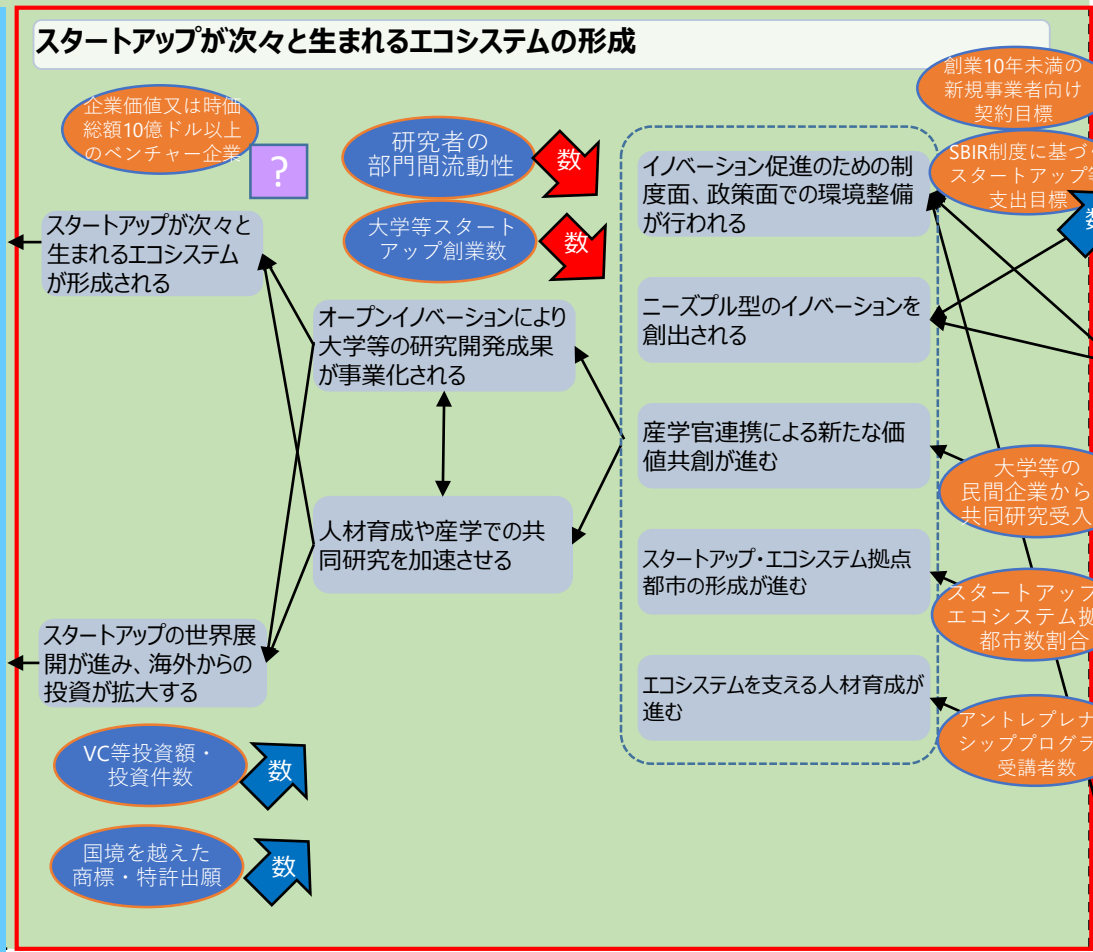 スタートアップが次々と生まれるエコシステムの形成
創業10年未満の
新規事業者向け
契約目標
企業価値又は時価
総額10億ドル以上
のベンチャー企業
?
研究者の
部門間流動性
数
大学等スタート
アップ創業数
数
SBIR制度に基づ
スタートアップ等
支出目標
数
イノベーション促進のための制
度面、政策面での環境整備
が行われる
スタートアップが次々と
生まれるエコシステム
が形成される
ニーズプル型のイノベーションを
創出される
オープンイノベーションにより
大学等の研究開発成果
が事業化される
産学官連携による新たな価
値共創が進む
大学等の
民間企業から
共同研究受入
人材育成や産学での共
同研究を加速させる
スタートアップ・エコシステム拠点
都市の形成が進む
スタートアップ
エコシステム拠
都市数割合
スタートアップの世界展
開が進み、海外からの
投資が拡大する
エコシステムを支える人材育成が
進む
アントレプレナ
シッププログラ
受講者数
VC等投資額・
投資件数
数
国境を越えた
商標・特許出願
数